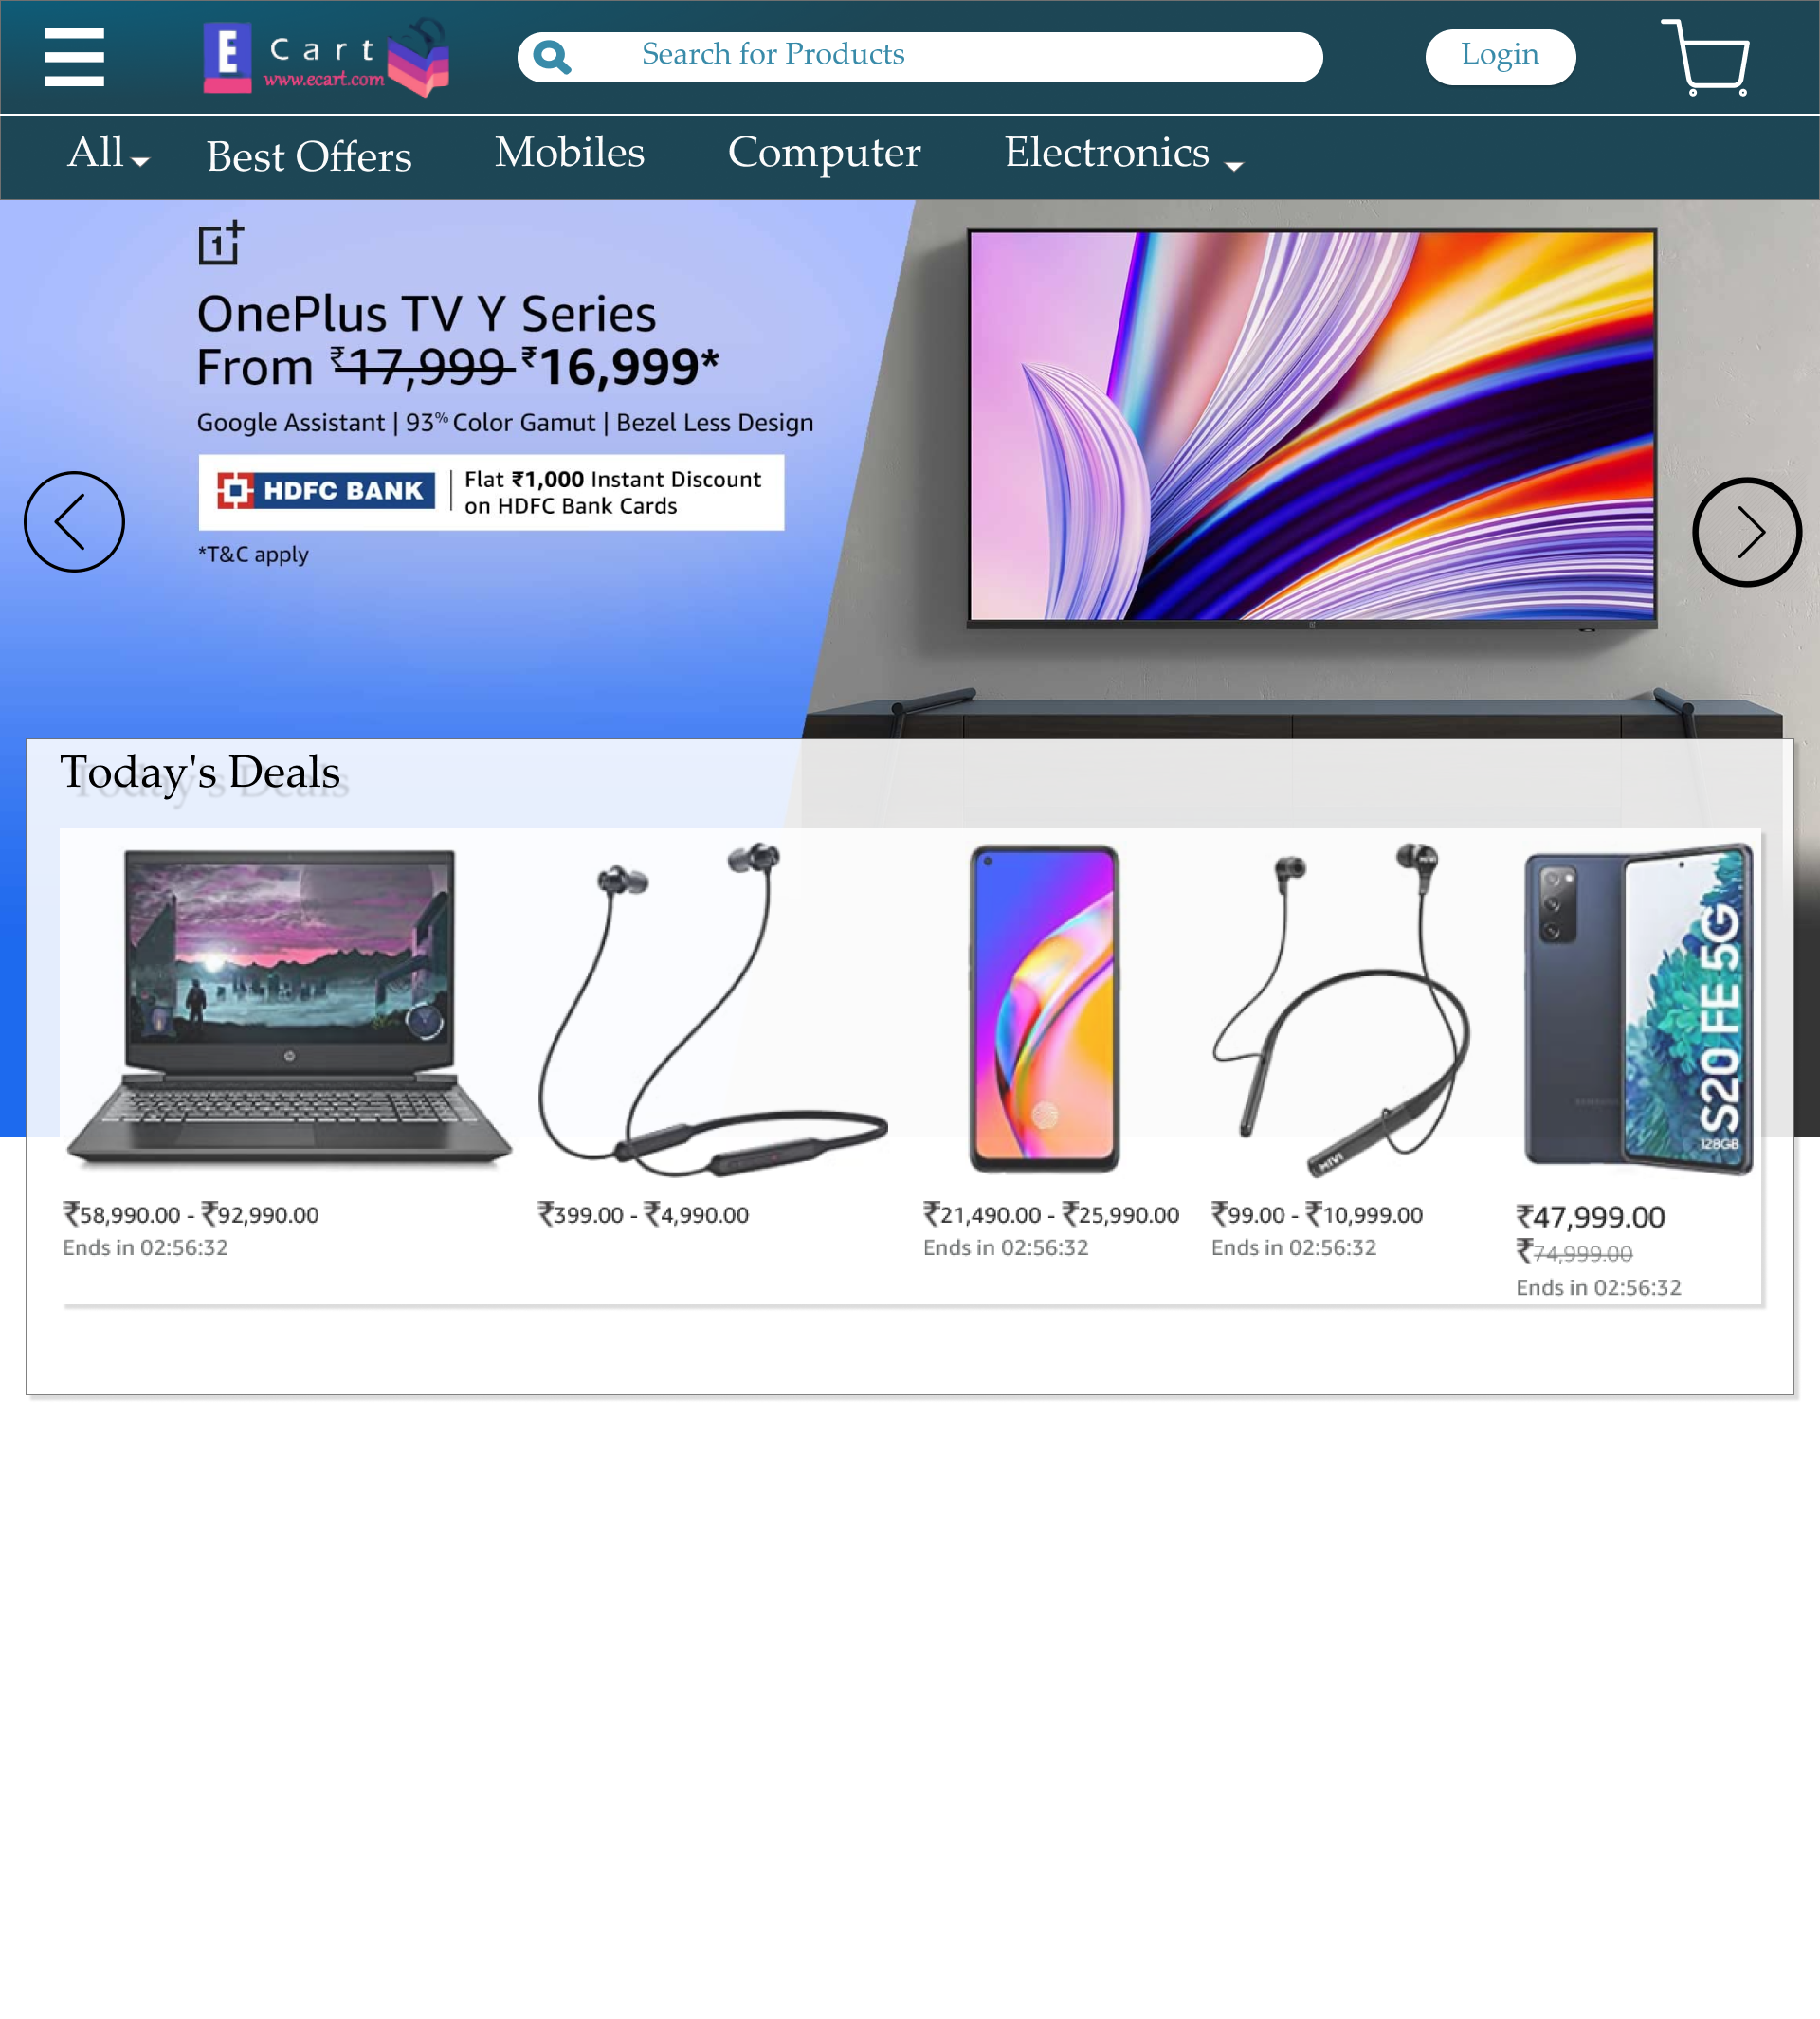 E Cart
www.ecart.com
Search for Products
Login
All
Best Offers
Mobiles
Computer
Electronics
1+
OnePlus TV Y Series
From ₹17,999 ₹16,999*
Google Assistant | 93% Color Gamut | Bezel Less Design
HDFC BANK
Flat ₹1,000 Instant Discount
on HDFC Bank Cards
*T&C apply
Today's Deals
hp
MIVI
MIVI
S20 FE 5G
128GB
SAMSUNG
₹58,990.00 - ₹92,990.00
Ends in 02:56:32
₹399.00 - ₹4,990.00
₹21,490.00 - ₹25,990.00
Ends in 02:56:32
₹99.00 - ₹10,999.00
Ends in 02:56:32
₹47,999.00
₹74,999.00
Ends in 02:56:32